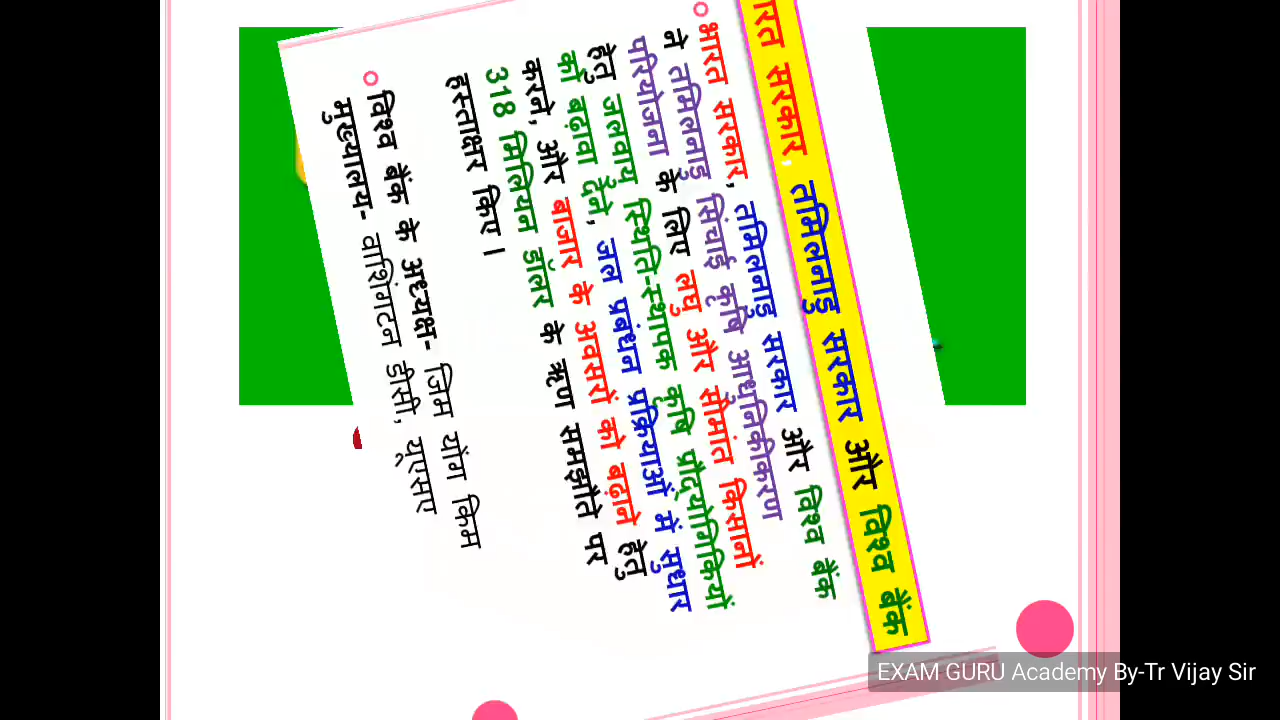 भारत सरकार, तमिलनाडु सरकार और विश्व बैंक
भारत सरकार, तमिलनाडु सरकार और विश्व बैंक
ने तमिलनाडु सिंचाई कृषि आधुनिकीकरण
परियोजना के लिए लघु और सीमांत किसानों
हेतु जलवायु स्थिति-स्थापक कृषि प्रौद्योगिकियों
को बढ़ावा देने, जल प्रबंधन प्रक्रियाओं में सुधार
करने, और बाजार के अवसरों को बढ़ाने हेतु
318 मिलियन डॉलर के ऋण समझौते पर
हस्ताक्षर किए।
विश्व बैंक के अध्यक्ष- जिम योंग किम
मुख्यालय- वाशिंगटन डीसी, यूएसए
EXAM GURU Academy By-Tr Vijay Sir